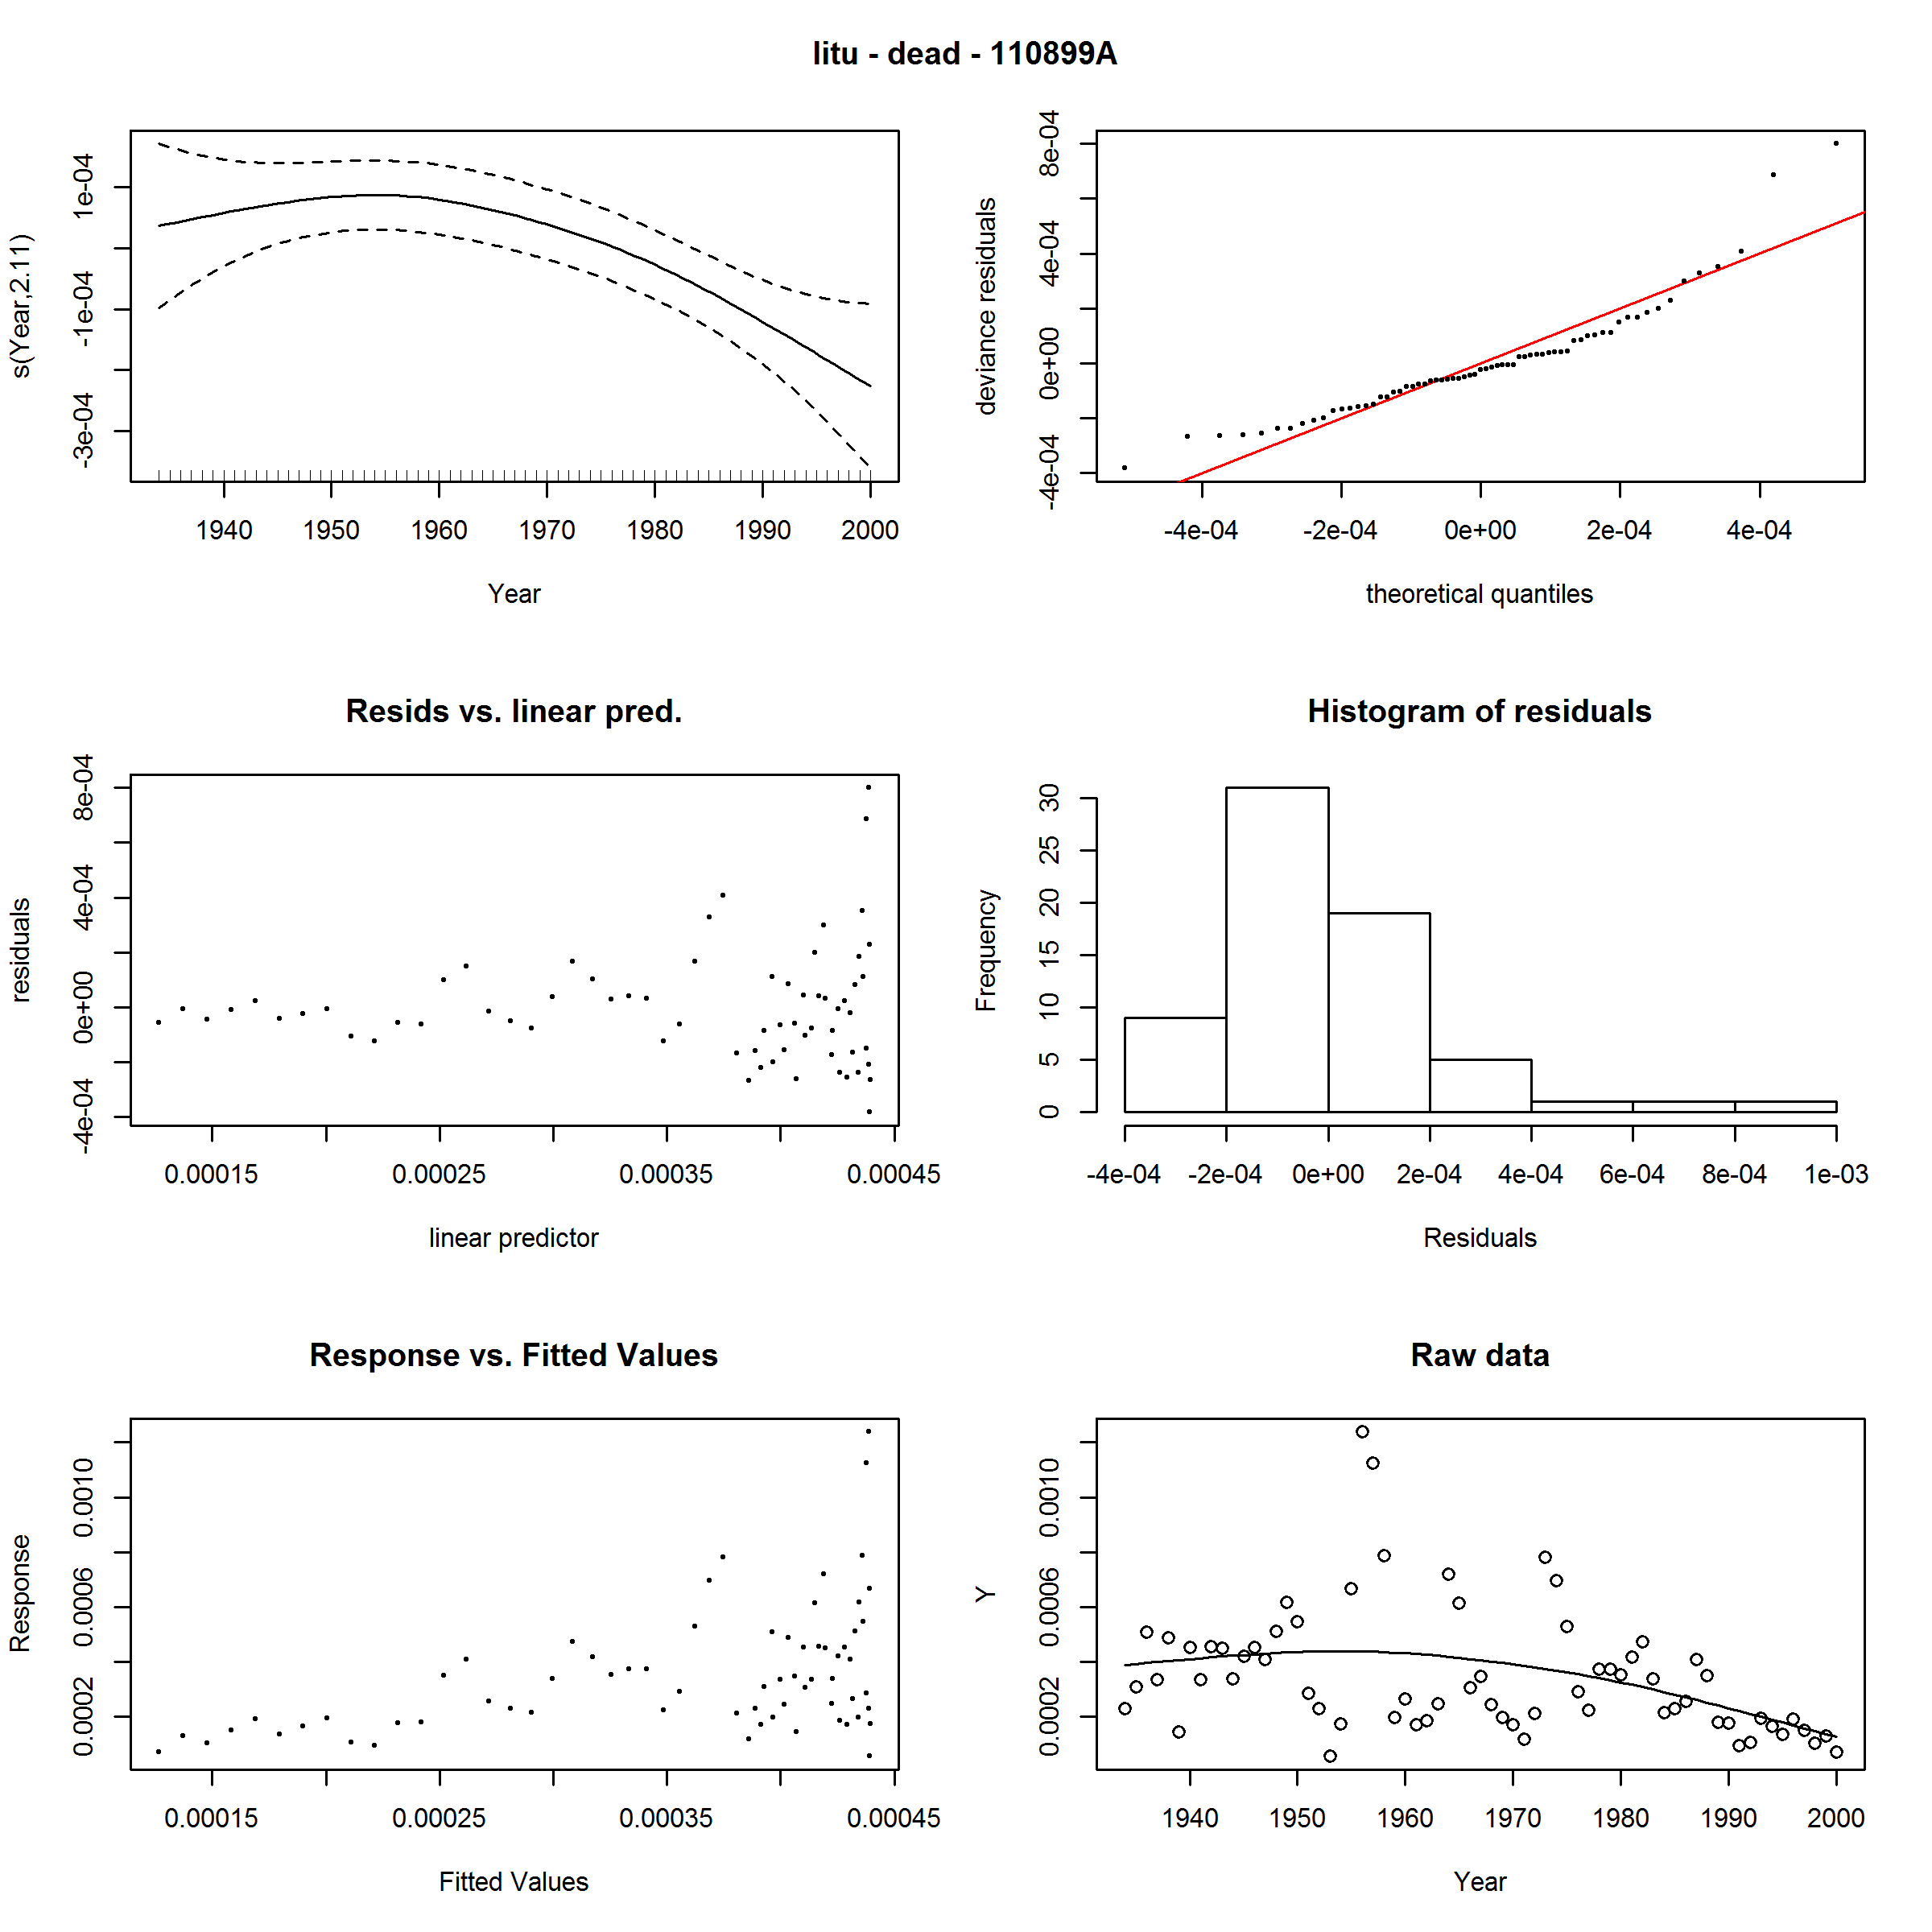 litu - dead - 110899A
s(Year,2.11)
1e-04
-1e-04
-3e-04
1940 1950 1960 1970 1980 1990 2000
Year
deviance residuals
8e-04
4e-04
0e+00
-4e-04
-4e-04 -2e-04 0e+00 2e-04 4e-04
theoretical quantiles
Resids vs. linear pred.
residuals
8e-04
4e-04
0e+00
-4e-04
0.00015 0.00025 0.00035 0.00045
linear predictor
Histogram of residuals
Frequency
30
25
20
15
10
5
0
-4e-04 -2e-04 0e+00 2e-04 4e-04 6e-04 8e-04 1e-03
Residuals
Response vs. Fitted Values
Response
0.0010
0.0006
0.0002
0.00015 0.00025 0.00035 0.00045
Fitted Values
Raw data
Y
0.0010
0.0006
0.0002
1940 1950 1960 1970 1980 1990 2000
Year